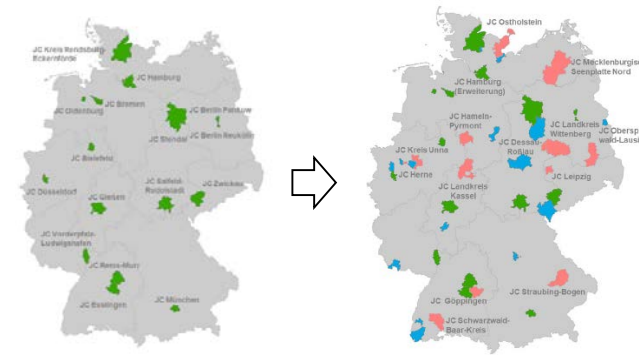 JC Kreis Rendsburg-
Eckernförde
JC Hamburg
JC Oldenburg
JC Bremen
JC Berlin Pankow
JC Berlin Neukölln
JC Stendal
JC Bielefeld
JC Düsseldorf
JC Gießen
JC Saalfeld-
Rudolstadt
JC Zwickau
JC Vorderpfalz-
Ludwigshafen
JC Rems-Murr
JC Esslingen
JC München
JC Ostholstein
JC Mecklenburgische
Seenplatte Nord
JC Hamburg
(Erweiterung)
JC Hameln-
Pyrmont
JC Landkreis
Wittenberg
JC Obersp
wald-Lausi
JC Dessau-
Roßlau
JC Kreis Unna
JC Herne
JC Landkreis
Kassel
JC Leipzig
JC Göppingen
JC Straubing-Bogen
JC Schwarzwald-
Baar-Kreis